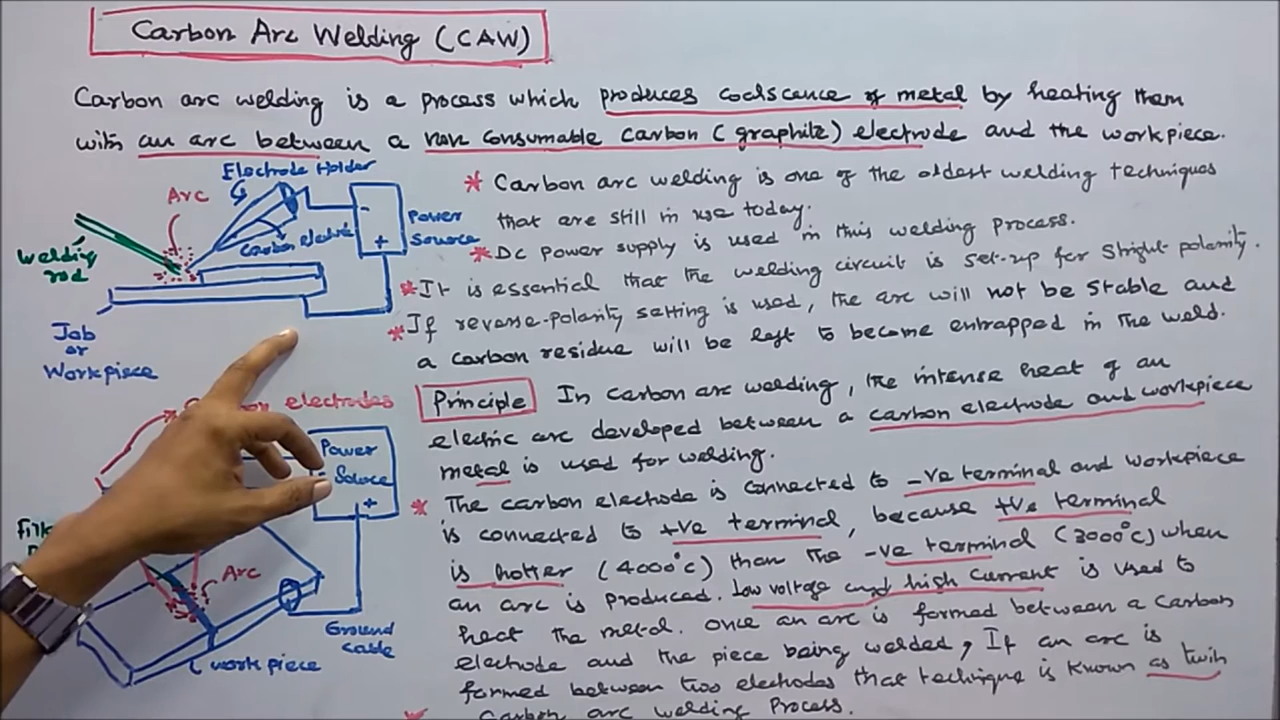 Carbon Arc Welding (CAW)
Carbon arc welding is a process which produces coalscance of metal by heating them
with an arc between a non consumable carbon (graphite) electrode and the workpiece.
Electrode Holder
Arc
Carbon electrode
-
+
Power
Source
Welding
rod
Job
or
Workpiece
* Carbon arc welding is one of the oldest welding techniques
that are still in use today.
* DC power supply is used in this welding process.
* It is essential that the welding circuit is set-up for stright polarity.
* If reverse-polarity setting is used, the arc will not be stable and
a carbon residue will be left to become entrapped in the weld.
Principle In carbon arc welding, the intense heat of an
electric arc developed between a carbon electrode and workpiece
metal is used for welding.
* The carbon electrode is connected to -ve terminal and workpiece
is connected to +ve terminal, because +ve terminal
is hotter (4000°c) than the -ve terminal (3000°c) when
an arc is produced. Low voltage and high current is used to
heat the metal. Once an arc is formed between a carbon
electrode and the piece being welded, If an arc is
formed between two electrodes that technique is known as twin
carbon arc welding process.
electrodes
Power
Source
+
Arc
Ground
cable
workpiece